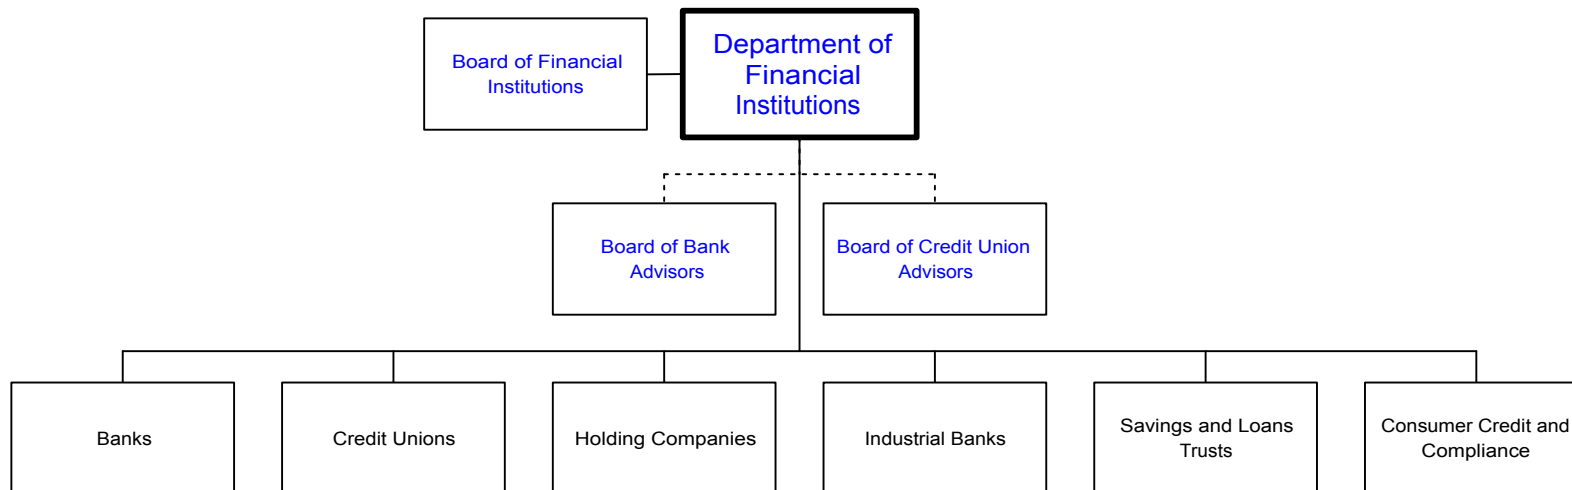 Board of Financial
Institutions
Department of
Financial
Institutions
Board of Bank
Advisors
Board of Credit Union
Advisors
Banks
Credit Unions
Holding Companies
Industrial Banks
Savings and Loans
Trusts
Consumer Credit and
Compliance